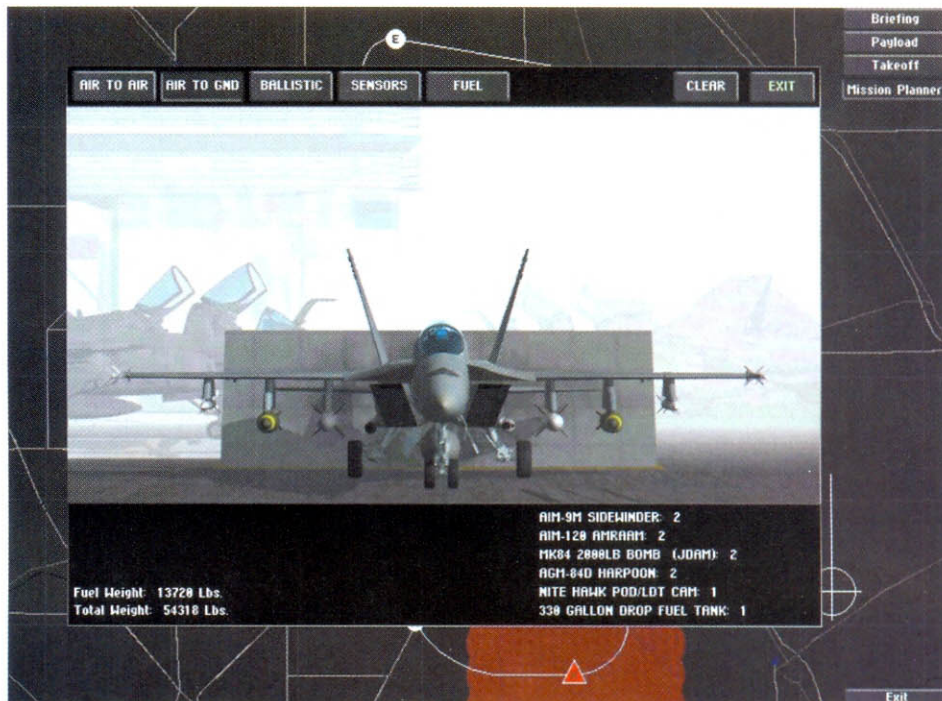 Briefing
Payload
Takeoff
Mission Planner
E
AIR TO AIR
AIR TO GND
BALLISTIC
SENSORS
FUEL
CLEAR
EXIT
AIM-9M SIDEWINDER: 2
AIM-120 AMRAAM: 2
MK84 2000LB BOMB (JDAM): 2
AGM-84D HARPOON: 2
NITE HAWK POD/LDT CAM: 1
330 GALLON DROP FUEL TANK: 1
Fuel Weight: 13720 Lbs.
Total Weight: 54318 Lbs.
Exit